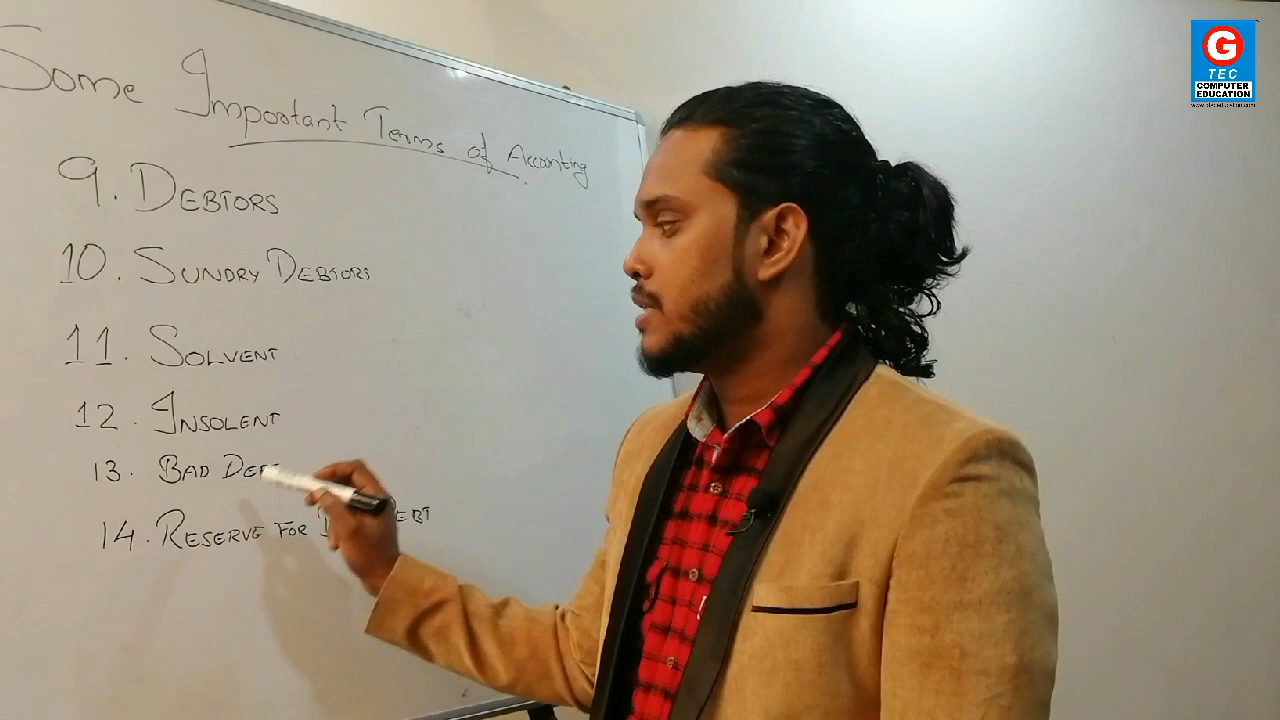 Some Important Terms of Accounting
9. DEBTORS
10. SUNDRY DEBTORS
11. SOLVENT
12. INSOLENT
13. BAD
14. RESERVE FOR
G
TEC
COMPUTER
EDUCATION